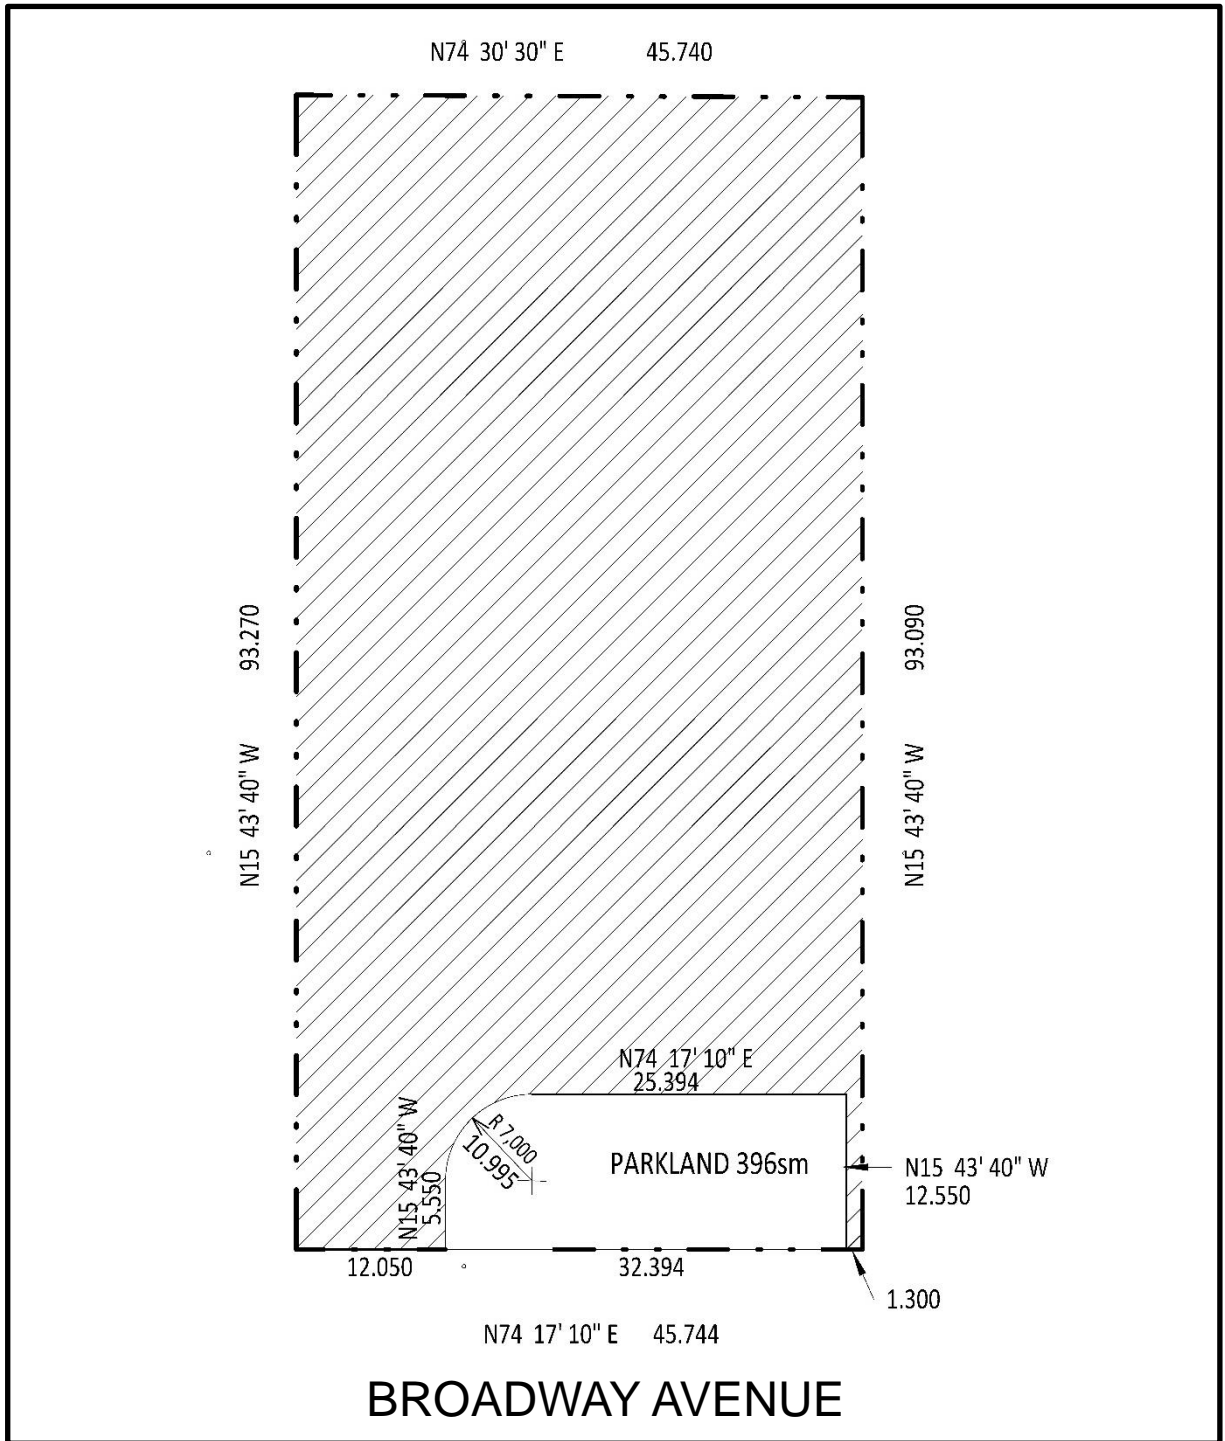 N74 30' 30" E 45.740
93.270
N15 43' 40" W
93.090
N15 43' 40" W
N74 17' 10" E
25.394
R 7,000
10.995
N15 43' 40" W
5.550
PARKLAND 396sm
N15 43' 40" W
12.550
12.050
32.394
1.300
N74 17' 10" E 45.744
BROADWAY AVENUE